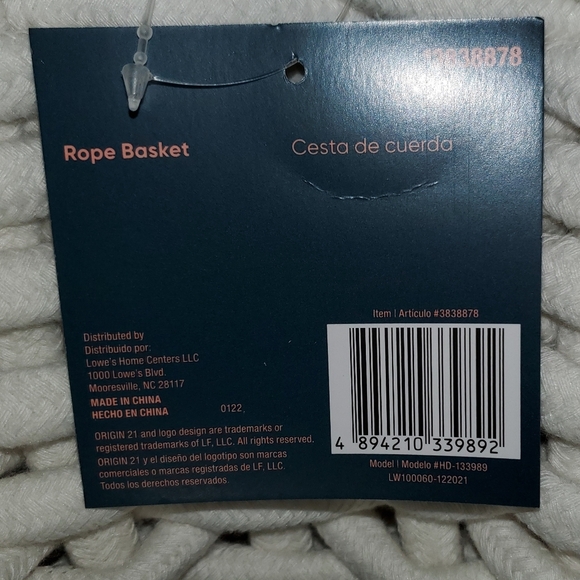 #3838878
Rope Basket
Cesta de cuerda
Item | Artículo #3838878
Distributed by
Distribuido por:
Lowe's Home Centers LLC
1000 Lowe's Blvd.
Mooresville, NC 28117
MADE IN CHINA
HECHO EN CHINA
0122
ORIGIN 21 and logo design are trademarks or
registered trademarks of LF, LLC. All rights reserved.
ORIGIN 21 y el diseño del logotipo son marcas
comerciales o marcas registradas de LF, LLC.
Todos los derechos reservados.
4 894210 339892
Model | Modelo #HD-133989
LW100060-122021